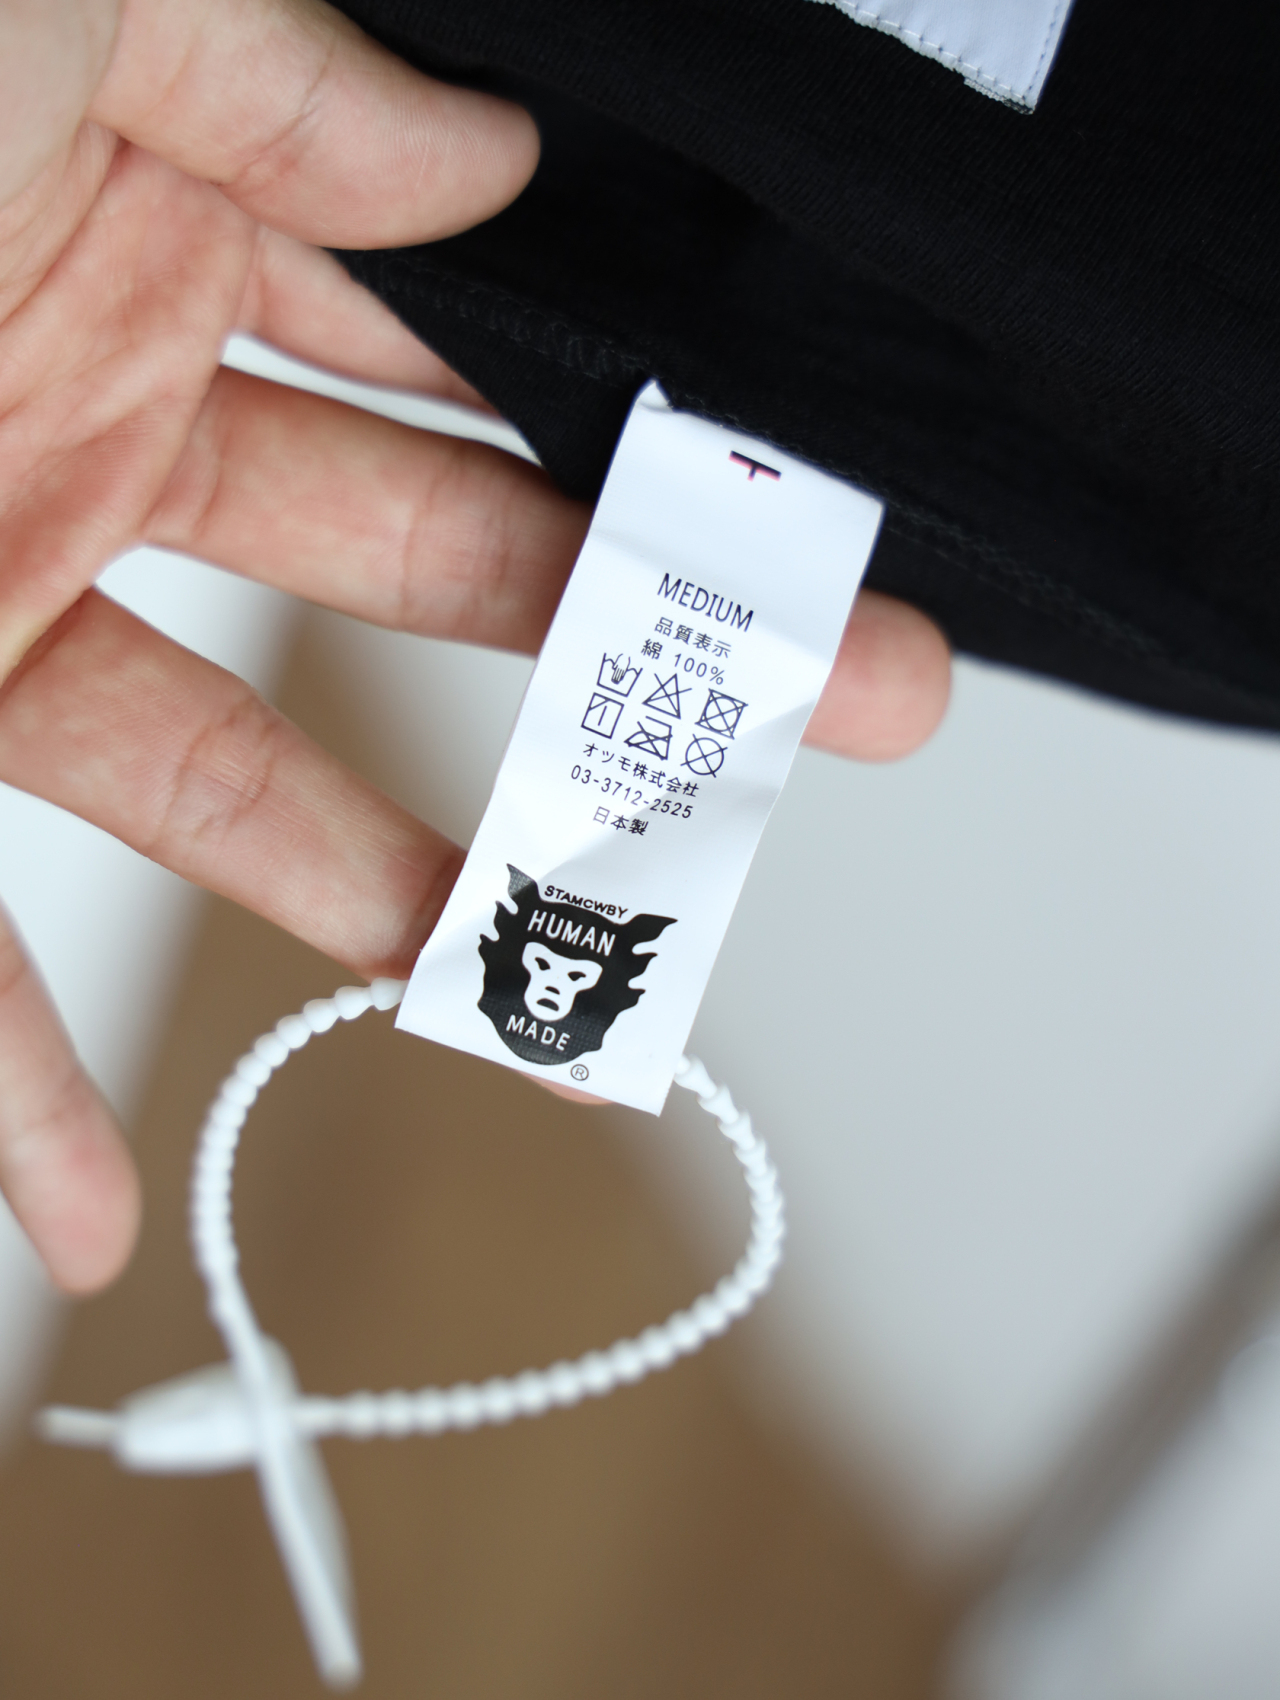 MEDIUM
品質表示
綿 100%
オツモ株式会社
03-3712-2525
日本製
STAMCWBY
HUMAN
MADE
®